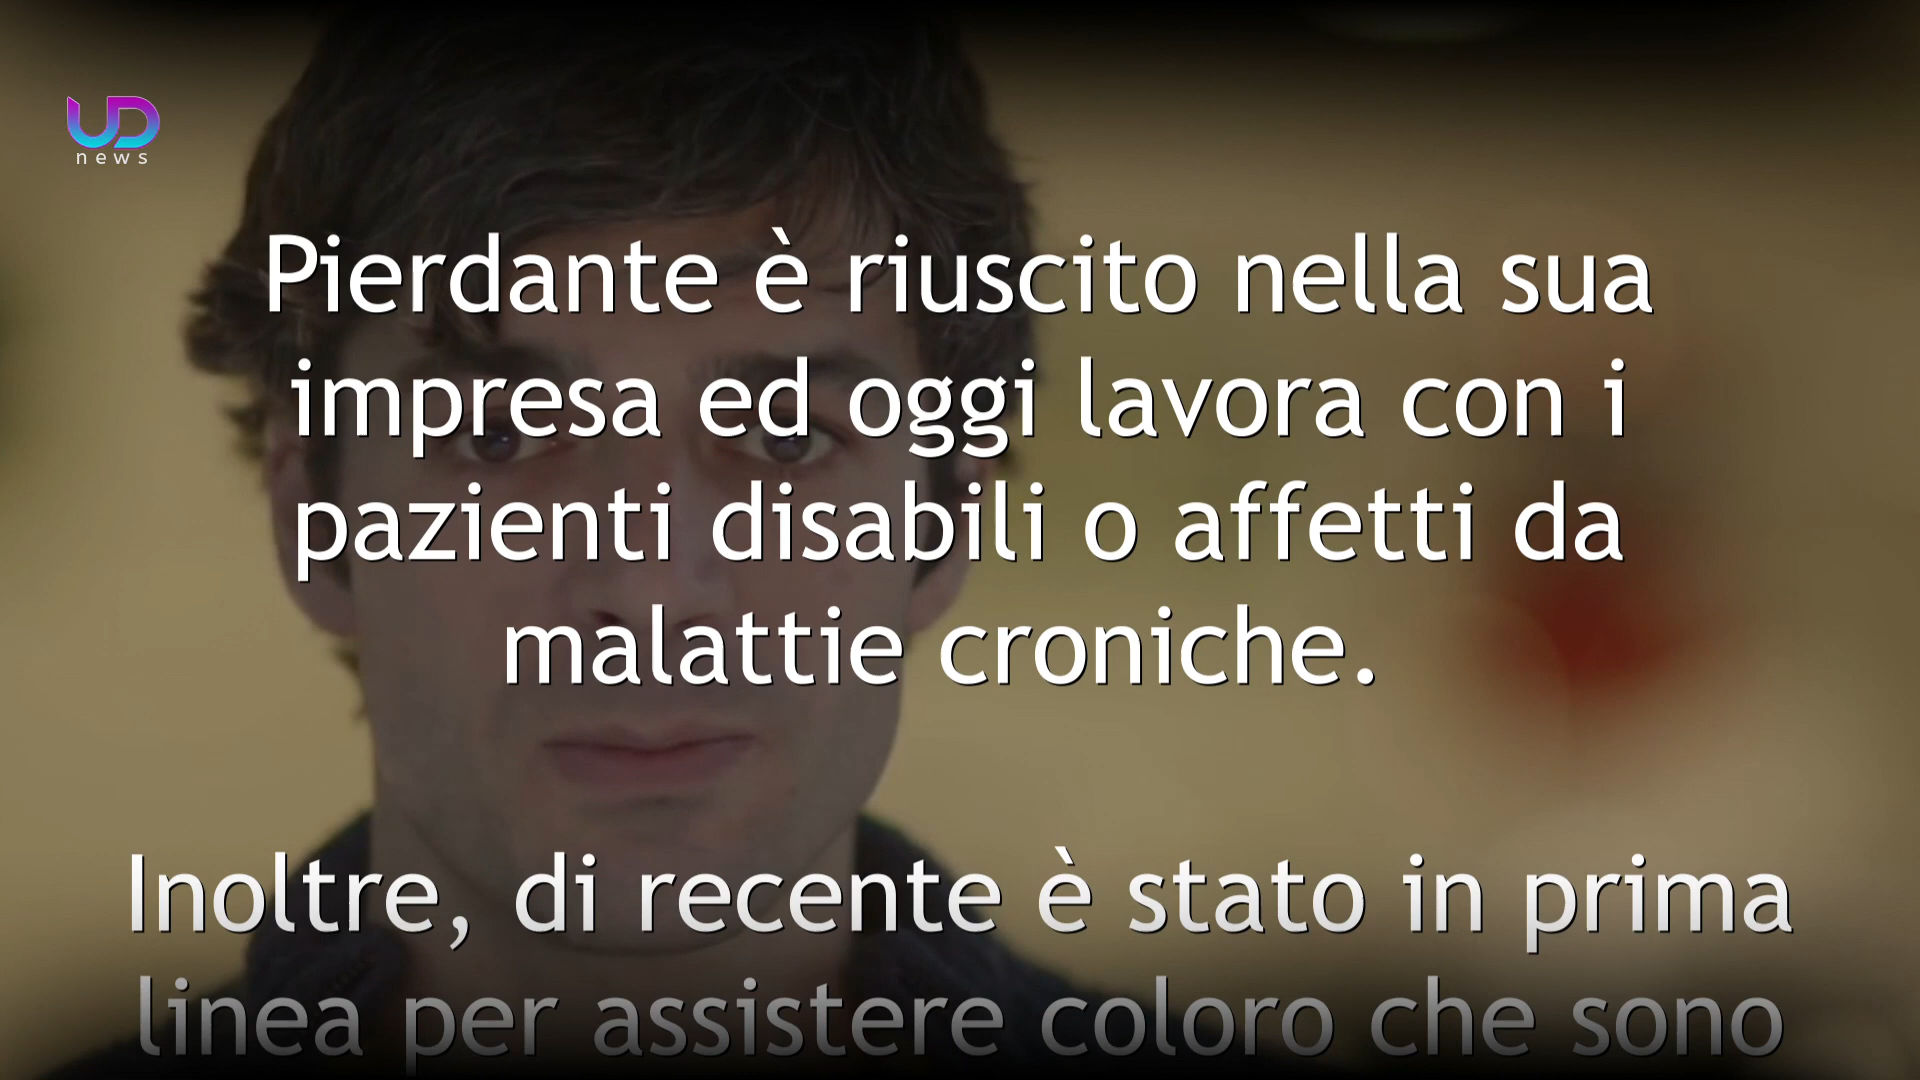 UD
news
Pierdante è riuscito nella sua
impresa ed oggi lavora con i
pazienti disabili o affetti da
malattie croniche.
Inoltre, di recente è stato in prima
linea per assistere coloro che sono